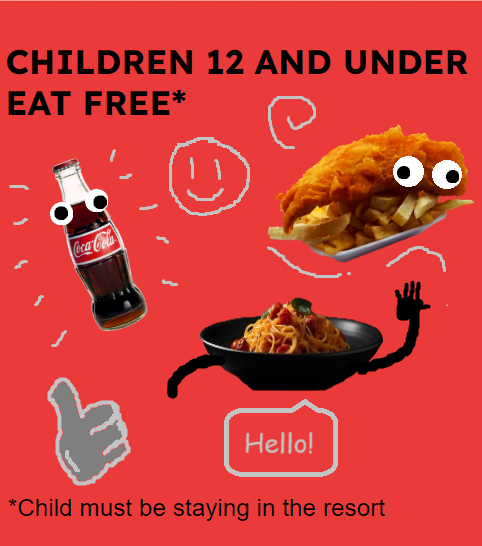 CHILDREN 12 AND UNDER
EAT FREE*
Coca-Cola
Hello!
*Child must be staying in the resort